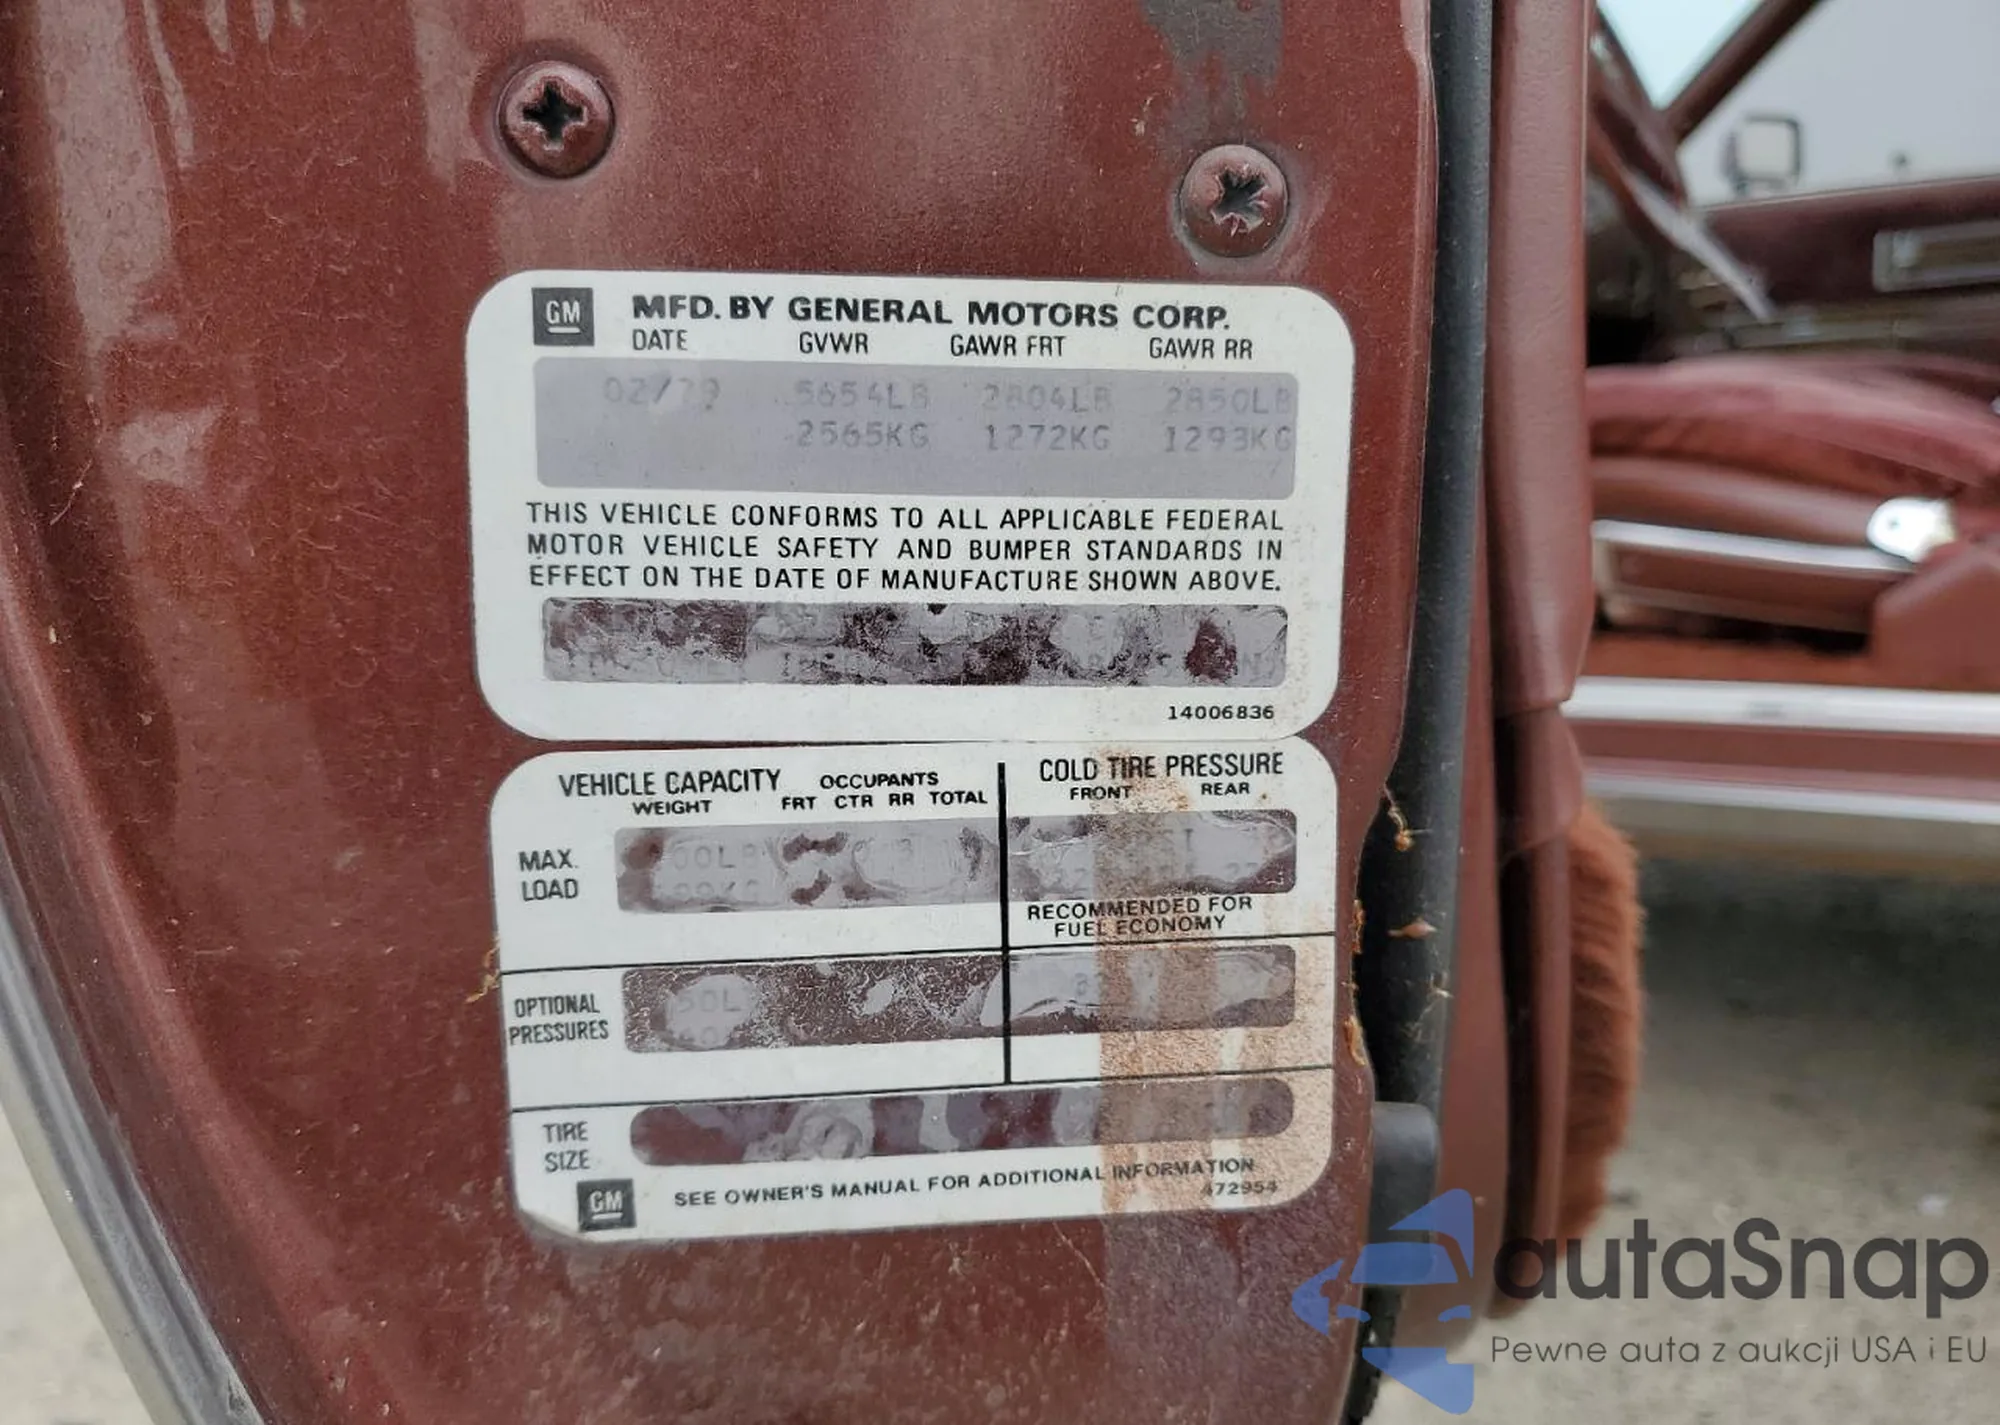 GM MFD. BY GENERAL MOTORS CORP.
DATE GVWR GAWR FRT GAWR RR
02/79 5654LB 2804LB 2850LB
2565KG 1272KG 1293KG
THIS VEHICLE CONFORMS TO ALL APPLICABLE FEDERAL
MOTOR VEHICLE SAFETY AND BUMPER STANDARDS IN
EFFECT ON THE DATE OF MANUFACTURE SHOWN ABOVE.
14006836
VEHICLE CAPACITY OCCUPANTS COLD TIRE PRESSURE
WEIGHT FRT CTR RR TOTAL FRONT REAR
MAX.
LOAD
RECOMMENDED FOR
FUEL ECONOMY
OPTIONAL
PRESSURES
TIRE
SIZE
GM SEE OWNER'S MANUAL FOR ADDITIONAL INFORMATION
472954
autaSnap
Pewne auta z aukcji USA i EU